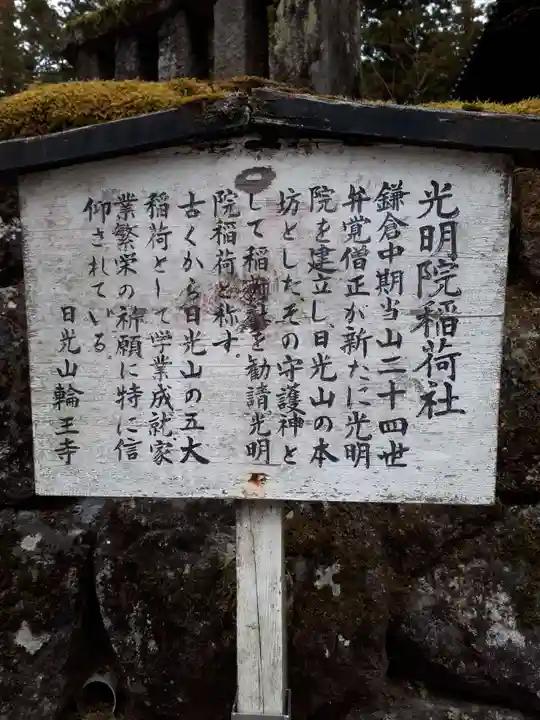 光明院稲荷社
鎌倉中期当山二十四世
弁覚僧正が新たに光明
院を建立し、日光山の本
坊とした。その守護神と
して稲荷を勧請、光明
院稲荷と称す。
古くから日光山の五大
稲荷として学業成就、家
業繁栄の祈願に特に信
仰されている。
日光山輪王寺